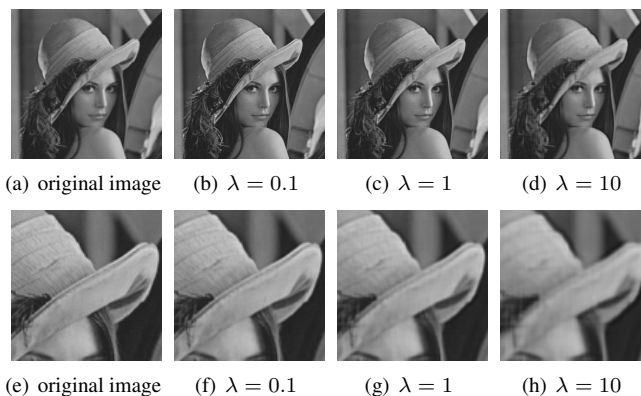 (a) original image (b) λ = 0.1 (c) λ = 1 (d) λ = 10
(e) original image (f) λ = 0.1 (g) λ = 1 (h) λ = 10